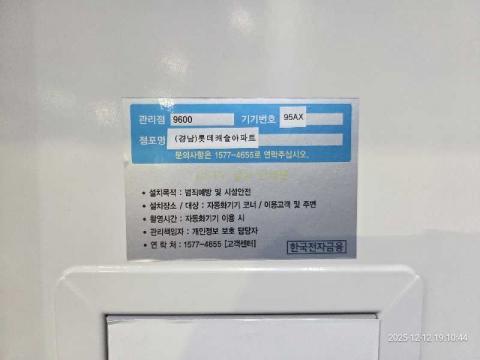 관리점 9600 기기번호 95AX
점포명 (경남)롯데캐슬아파트
문의사항은 1577-4655로 연락주십시오.
• 설치목적 : 범죄예방 및 시설안전
• 설치장소 / 대상 : 자동화기기 코너 / 이용고객 및 주변
• 촬영시간 : 자동화기기 이용 시
• 관리책임자 : 개인정보 보호 담당자
• 연 락 처 : 1577-4655 [고객센터]
한국전자금융
2025-12-12 19:10:44